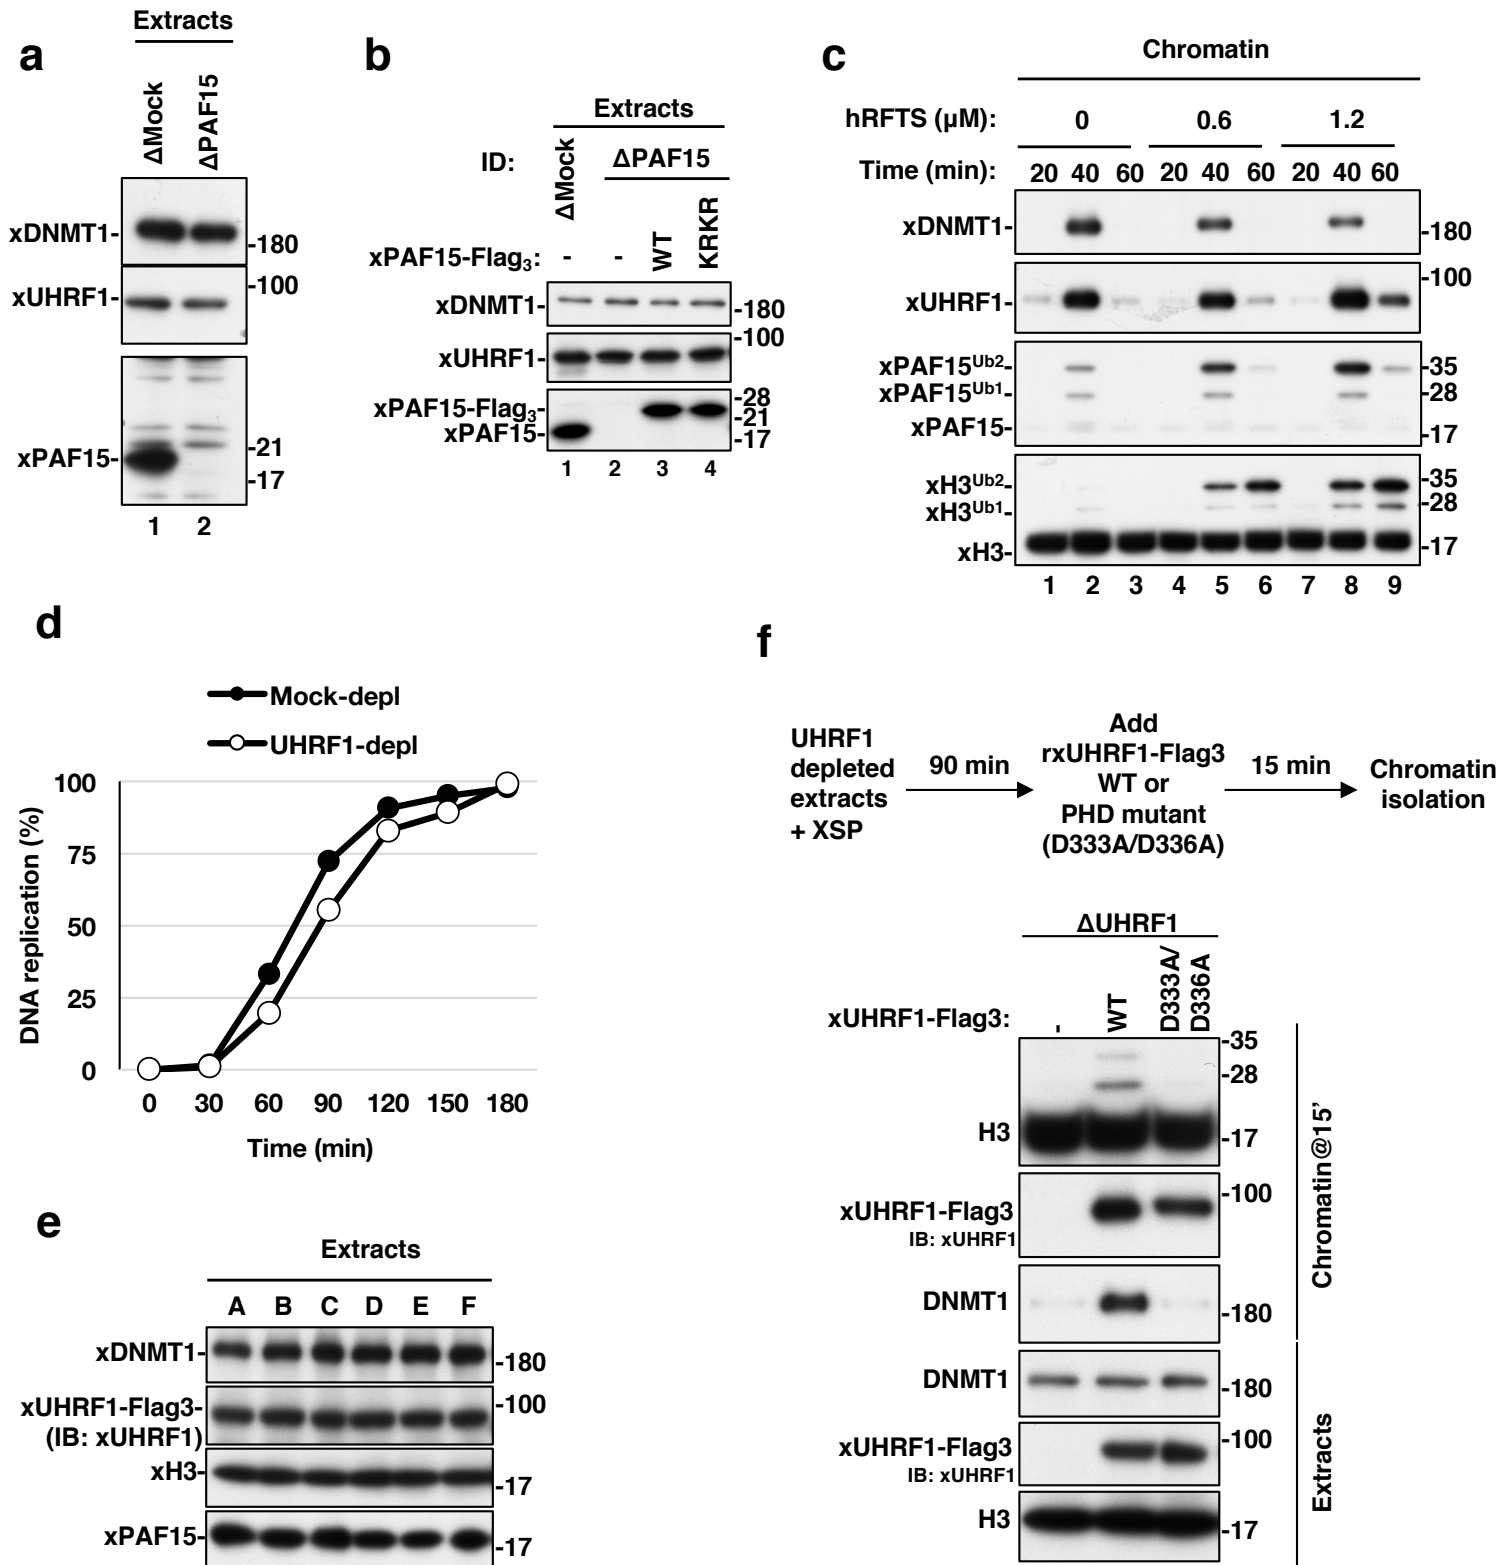 a
Extracts
ΔMock
ΔPAF15
xDNMT1-
-180
xUHRF1-
-100
xPAF15-
-21
-17
1 2
b
Extracts
ID:
ΔMock
ΔPAF15
xPAF15-Flag3: - - WT KRKR
xDNMT1-
-180
xUHRF1-
-100
xPAF15-Flag3-
xPAF15-
-28
-21
-17
1 2 3 4
c
Chromatin
hRFTS (μM): 0 0.6 1.2
Time (min): 20 40 60 20 40 60 20 40 60
xDNMT1-
-180
xUHRF1-
-100
xPAF15Ub2-
-35
xPAF15Ub1-
-28
xPAF15-
-17
xH3Ub2-
-35
xH3Ub1-
-28
xH3-
-17
1 2 3 4 5 6 7 8 9
d
Mock-depl
UHRF1-depl
DNA replication (%)
100
75
50
25
0
0 30 60 90 120 150 180
Time (min)
e
Extracts
A B C D E F
xDNMT1-
-180
xUHRF1-Flag3-
(IB: xUHRF1)
-100
xH3-
-17
xPAF15-
-17
f
UHRF1
depleted
extracts
+ XSP
90 min
Add
rxUHRF1-Flag3
WT or
PHD mutant
(D333A/D336A)
15 min
Chromatin
isolation
ΔUHRF1
xUHRF1-Flag3: - WT D333A/
D336A
-35
-28
H3
-17
xUHRF1-Flag3
IB: xUHRF1
-100
DNMT1
-180
Chromatin@15'
DNMT1
-180
xUHRF1-Flag3
IB: xUHRF1
-100
H3
-17
Extracts